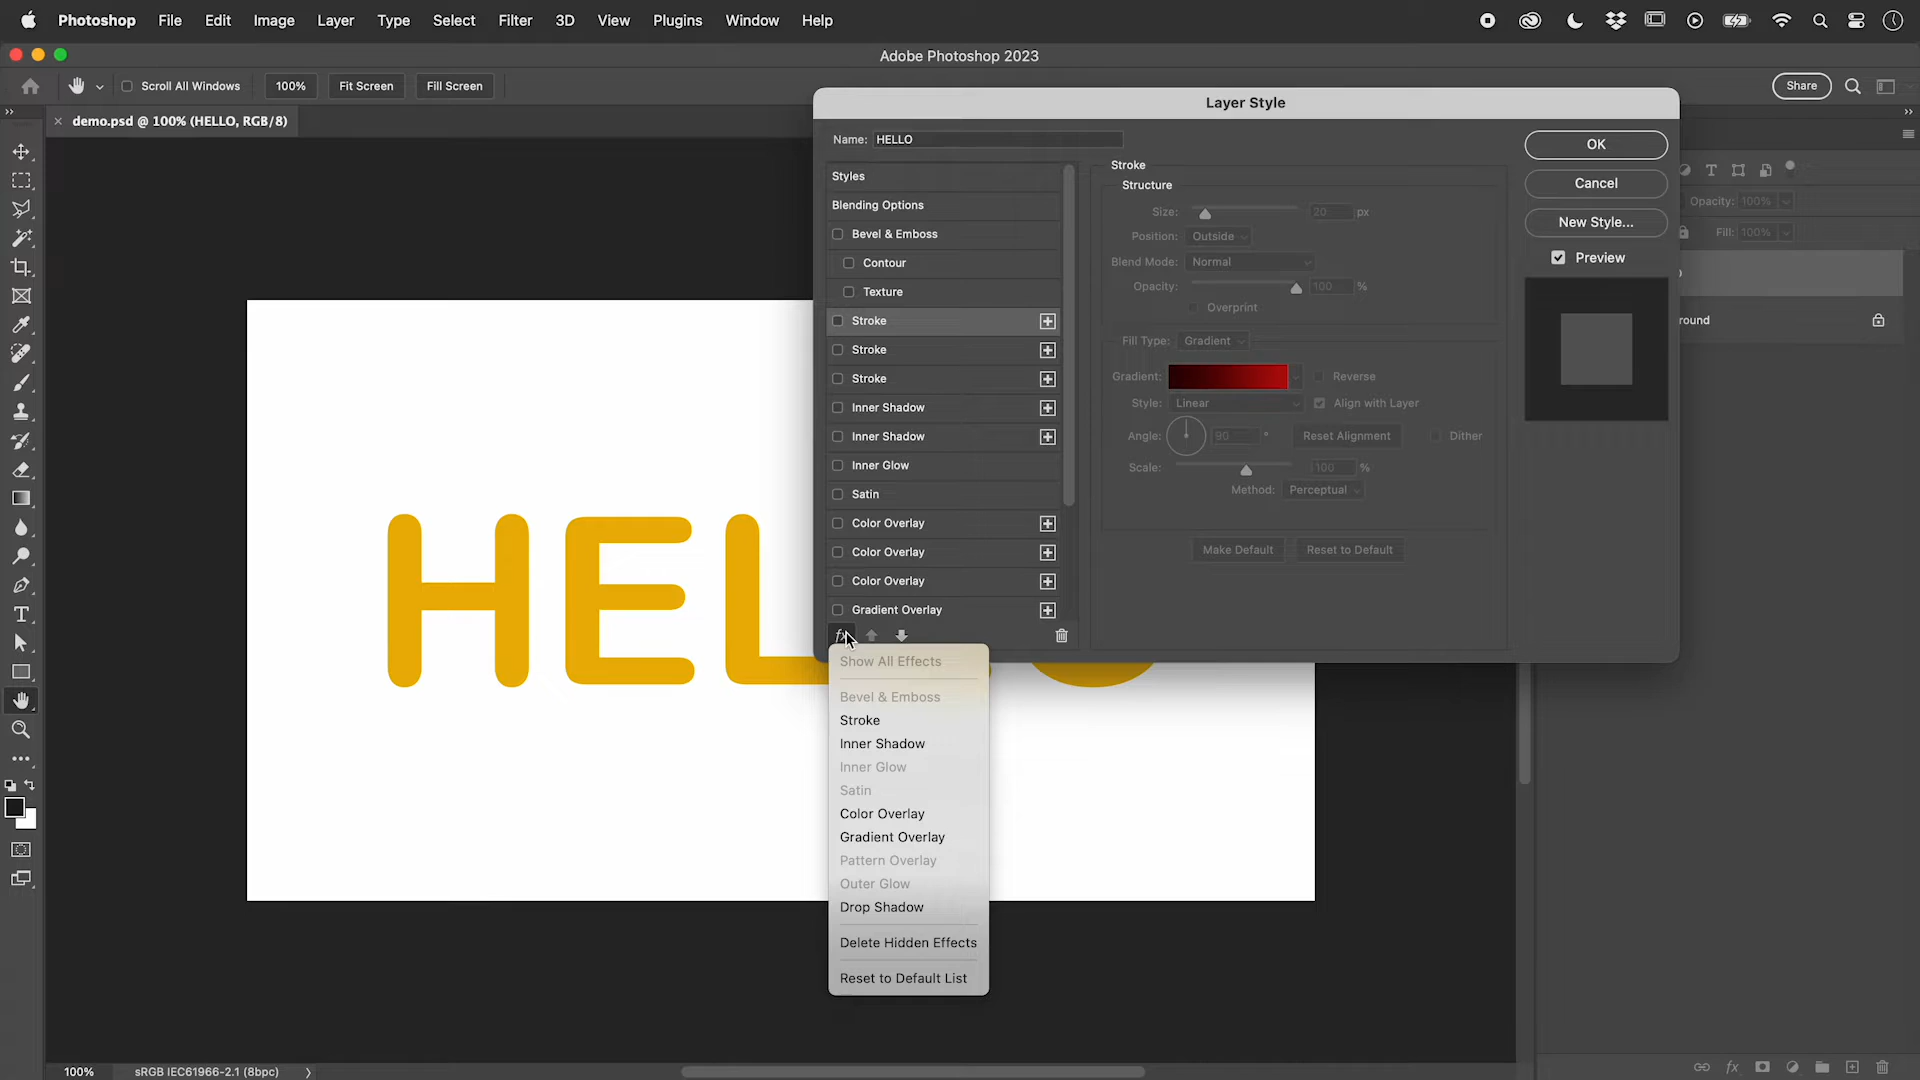 Photoshop File Edit Image Layer Type Select Filter 3D View Plugins Window Help
Adobe Photoshop 2023
Scroll All Windows 100% Fit Screen Fill Screen
Share
demo.psd @ 100% (HELLO, RGB/8)
Layer Style
Name: HELLO
Styles
Blending Options
Bevel & Emboss
Contour
Texture
Stroke
Stroke
Stroke
Inner Shadow
Inner Shadow
Inner Glow
Satin
Color Overlay
Color Overlay
Color Overlay
Gradient Overlay
fx
Stroke
Structure
Size: 20 px
Position: Outside
Blend Mode: Normal
Opacity: 100 %
Overprint
Fill Type: Gradient
Gradient: Reverse
Style: Linear Align with Layer
Angle: 90 ° Reset Alignment Dither
Scale: 100 %
Method: Perceptual
Make Default Reset to Default
OK
Cancel
New Style...
Preview
Opacity: 100%
Fill: 100%
round
HEL
Show All Effects
Bevel & Emboss
Stroke
Inner Shadow
Inner Glow
Satin
Color Overlay
Gradient Overlay
Pattern Overlay
Outer Glow
Drop Shadow
Delete Hidden Effects
Reset to Default List
100% sRGB IEC61966-2.1 (8bpc)
fx